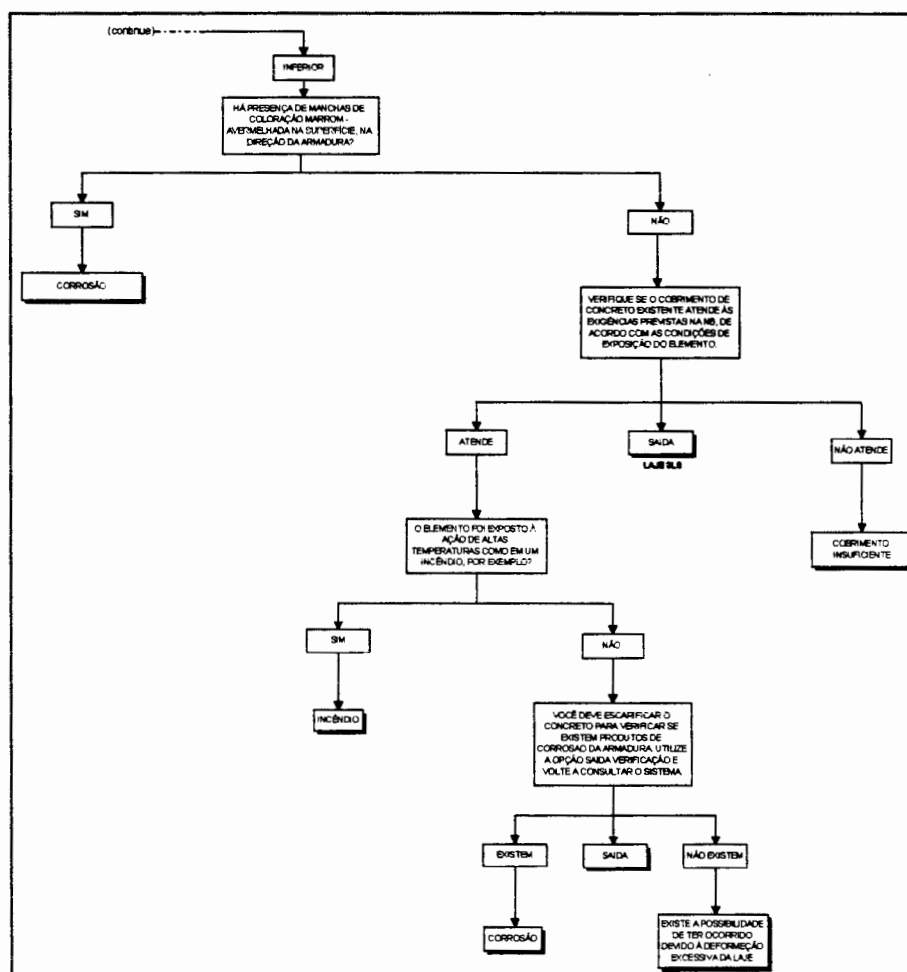 (continue)
INFERIOR
HÁ PRESENÇA DE MANCHAS DE
COLORAÇÃO MARROM -
AVERMELHADA NA SUPERFÍCIE, NA
DIREÇÃO DA ARMADURA?
SIM
NÃO
CORROSÃO
VERIFIQUE SE O COBRIMENTO DE
CONCRETO EXISTENTE ATENDE ÀS
EXIGÊNCIAS PREVISTAS NA NB, DE
ACORDO COM AS CONDIÇÕES DE
EXPOSIÇÃO DO ELEMENTO.
ATENDE
SAIDA
NÃO ATENDE
LAJE SLS
O ELEMENTO FOI EXPOSTO À
AÇÃO DE ALTAS
TEMPERATURAS COMO EM UM
INCÊNDIO, POR EXEMPLO?
COBRIMENTO
INSUFICIENTE
SIM
NÃO
INCÊNDIO
VOCÊ DEVE ESCARIFICAR O
CONCRETO PARA VERIFICAR SE
EXISTEM PRODUTOS DE
CORROSAO DA ARMADURA. UTILIZE
A OPÇÃO SAIDA VERIFICAÇÃO E
VOLTE A CONSULTAR O SISTEMA
EXISTEM
SAIDA
NÃO EXISTEM
CORROSÃO
EXISTE A POSSIBILIDADE
DE TER OCORRIDO
DEVIDO À DEFORMEÇÃO
EXCESSIVA DA LAJE